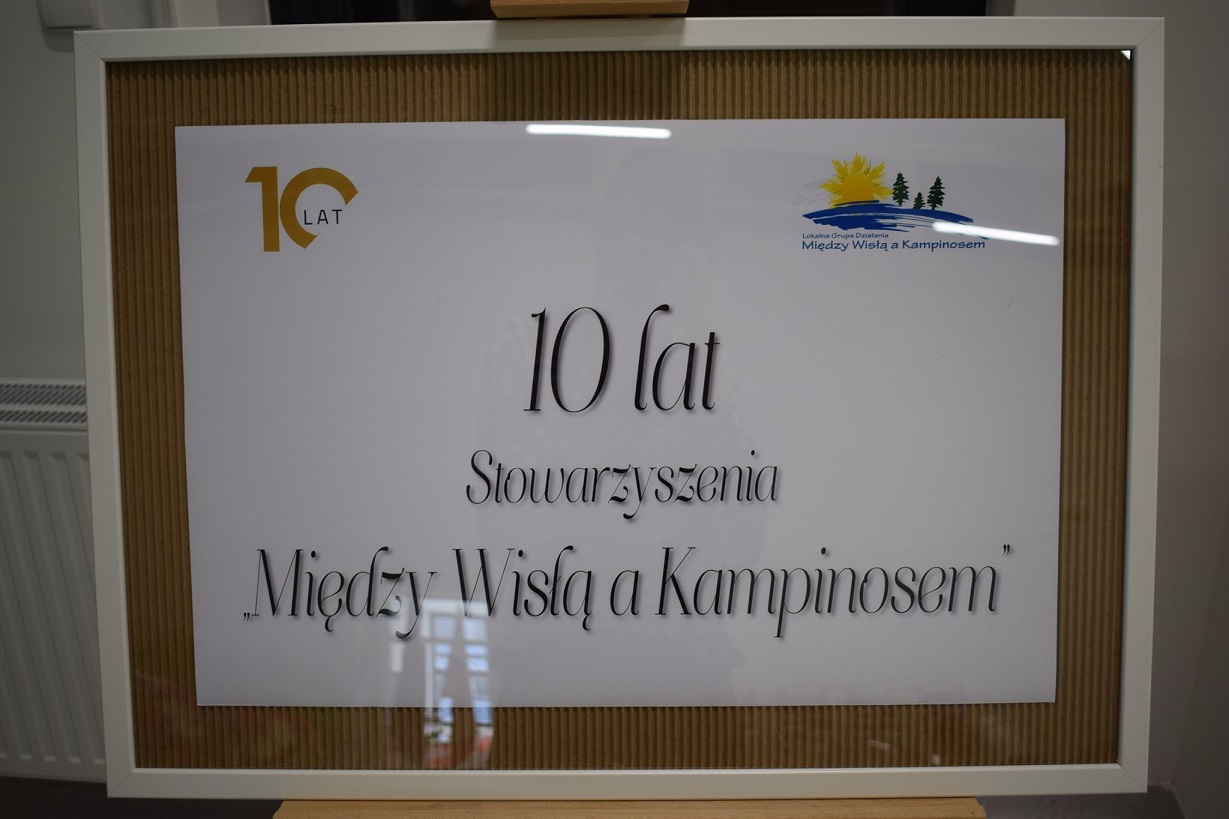 10
LAT
Lokalna Grupa Działania
Między Wisłą a Kampinosem
10 lat
Stowarzyszenia
„Między Wisłą a Kampinosem”